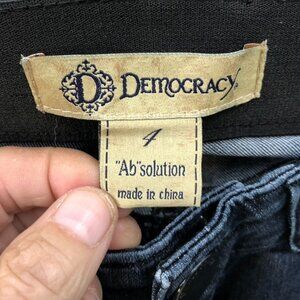 D DEMOCRACY
4
"Ab"solution
made in china